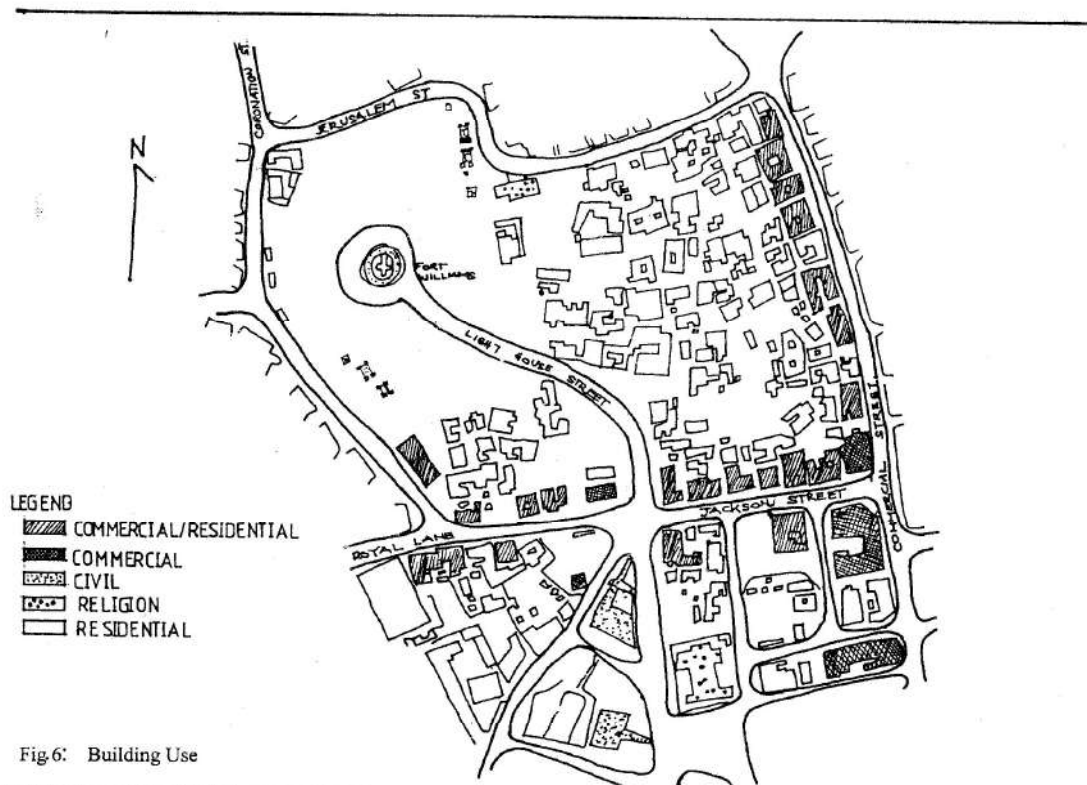 CORONATION ST
JERUSALEM ST
N
FORT
WILLIAMS
LIGHT HOUSE STREET
COMMERCIAL STREET
JACKSON STREET
ROYAL LANE
LEGEND
COMMERCIAL/RESIDENTIAL
COMMERCIAL
CIVIL
RELIGION
RESIDENTIAL
Fig.6: Building Use